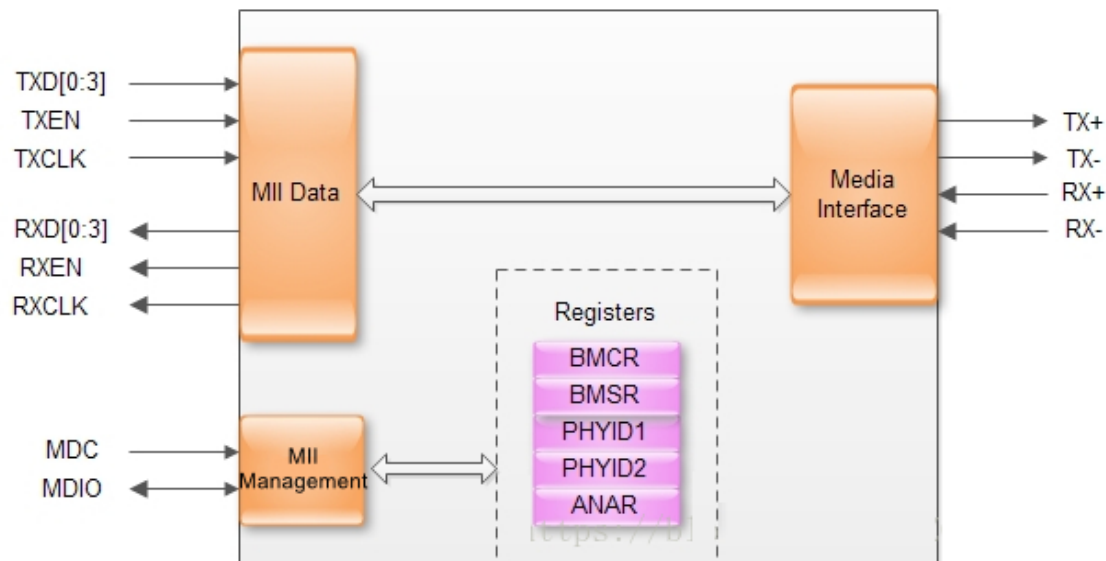 TXD[0:3]
TXEN
TXCLK
RXD[0:3]
RXEN
RXCLK
MII Data
Media
Interface
TX+
TX-
RX+
RX-
Registers
BMCR
BMSR
PHYID1
PHYID2
ANAR
MDC
MDIO
MII
Management